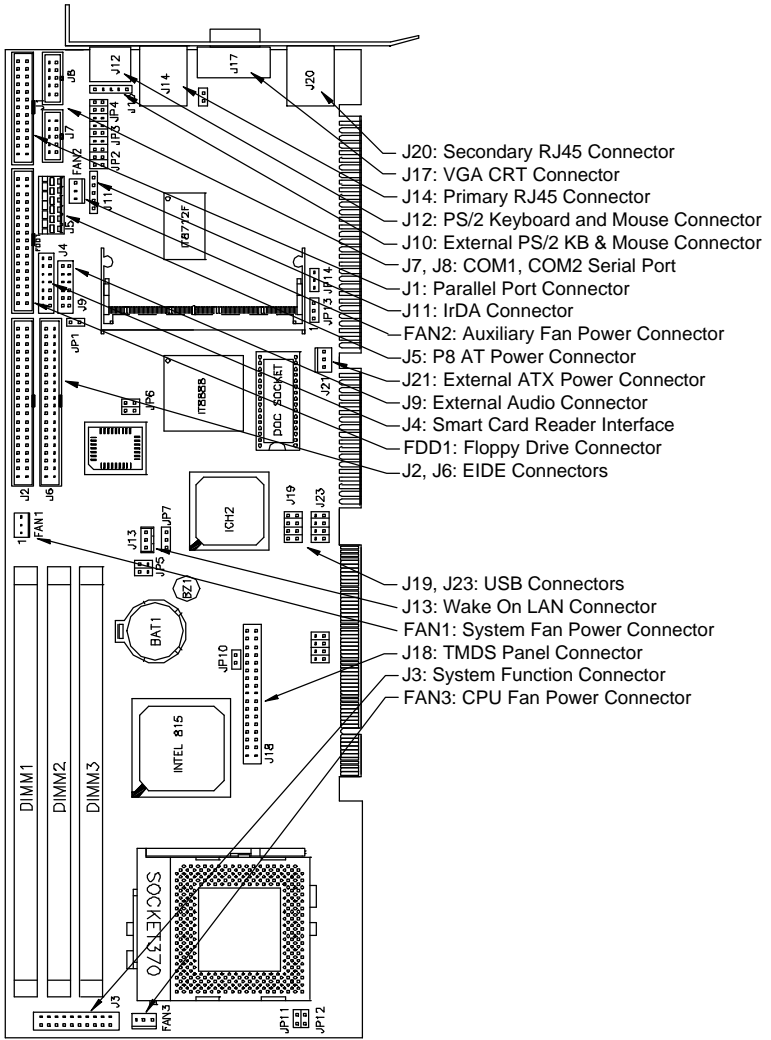 J12
J14
J17
J20
J8
J7
J10
JP4
JP3
JP2
FAN2
J11
J5
FDD1
J4
J9
JP1
IT8712F
JP14
JP13
1
J21
JP6
IT8888
DOC SOCKET
J2
J6
ICH2
J19
J23
1
FAN1
J13
JP7
JP5
BZ1
BAT1
JP10
J18
INTEL 815
DIMM1
DIMM2
DIMM3
SOCKET370
J3
FAN3
JP11
JP12
J20: Secondary RJ45 Connector
J17: VGA CRT Connector
J14: Primary RJ45 Connector
J12: PS/2 Keyboard and Mouse Connector
J10: External PS/2 KB & Mouse Connector
J7, J8: COM1, COM2 Serial Port
J1: Parallel Port Connector
J11: IrDA Connector
FAN2: Auxiliary Fan Power Connector
J5: P8 AT Power Connector
J21: External ATX Power Connector
J9: External Audio Connector
J4: Smart Card Reader Interface
FDD1: Floppy Drive Connector
J2, J6: EIDE Connectors
J19, J23: USB Connectors
J13: Wake On LAN Connector
FAN1: System Fan Power Connector
J18: TMDS Panel Connector
J3: System Function Connector
FAN3: CPU Fan Power Connector